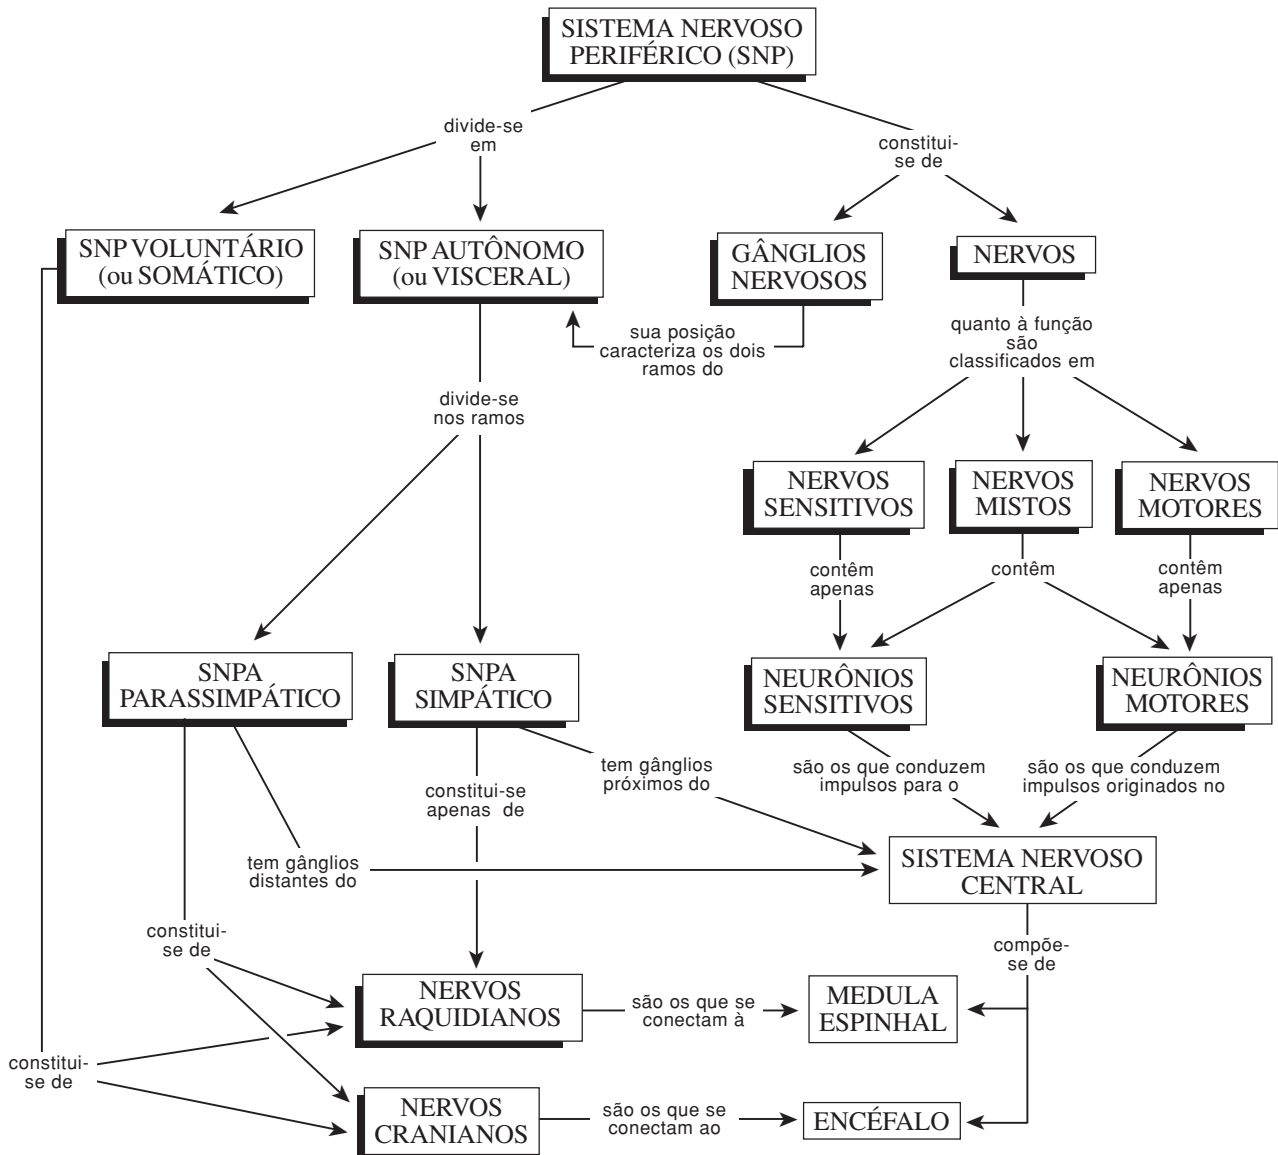 SISTEMA NERVOSO
PERIFÉRICO (SNP)
divide-se
em
constitui-
se de
SNP VOLUNTÁRIO
(ou SOMÁTICO)
SNP AUTÔNOMO
(ou VISCERAL)
GÂNGLIOS
NERVOSOS
NERVOS
sua posição
caracteriza os dois
ramos do
quanto à função
são
classificados em
divide-se
nos ramos
NERVOS
SENSITIVOS
NERVOS
MISTOS
NERVOS
MOTORES
contêm
apenas
contêm
contêm
apenas
SNPA
PARASSIMPÁTICO
SNPA
SIMPÁTICO
NEURÔNIOS
SENSITIVOS
NEURÔNIOS
MOTORES
constitui-se
apenas de
tem gânglios
próximos do
são os que conduzem
impulsos para o
são os que conduzem
impulsos originados no
tem gânglios
distantes do
SISTEMA NERVOSO
CENTRAL
constitui-
se de
compõe-
se de
NERVOS
RAQUIDIANOS
são os que se
conectam à
MEDULA
ESPINHAL
constitui-
se de
NERVOS
CRANIANOS
são os que se
conectam ao
ENCÉFALO